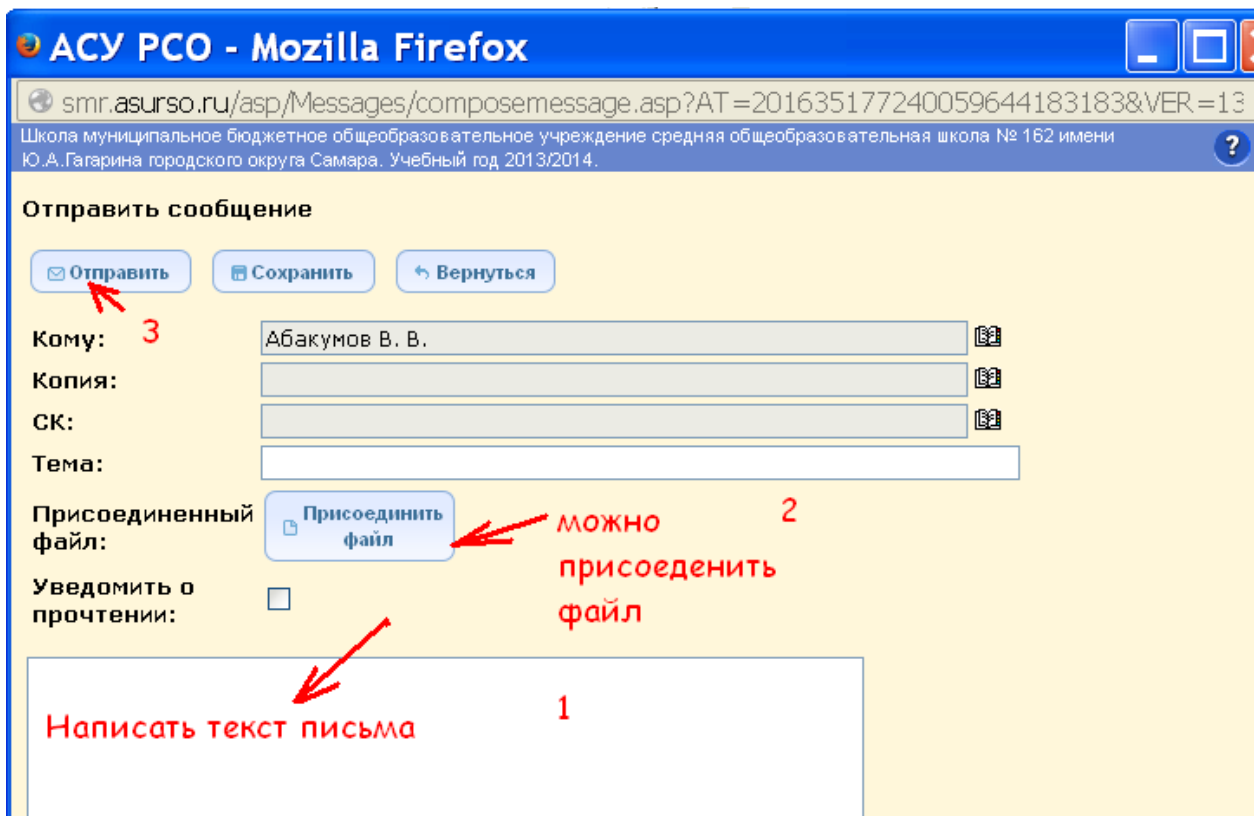 АСУ РСО - Mozilla Firefox
smr.asurso.ru/asp/Messages/composemessage.asp?AT=20163517724005964418318&VER=13
Школа муниципальное бюджетное общеобразовательное учреждение средняя общеобразовательная школа № 162 имени
Ю.А.Гагарина городского округа Самара. Учебный год 2013/2014.
?
Отправить сообщение
Отправить Сохранить Вернуться
3
Кому: Абакумов В. В.
Копия:
СК:
Тема:
Присоединенный
файл:
Присоединить
файл
2
можно
присоеденить
файл
Уведомить о
прочтении:
1
Написать текст письма